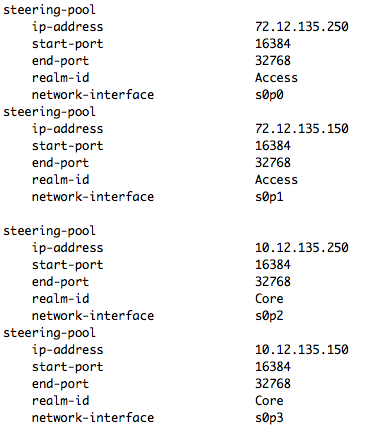 steering-pool
ip-address 72.12.135.250
start-port 16384
end-port 32768
realm-id Access
network-interface s0p0
steering-pool
ip-address 72.12.135.150
start-port 16384
end-port 32768
realm-id Access
network-interface s0p1
steering-pool
ip-address 10.12.135.250
start-port 16384
end-port 32768
realm-id Core
network-interface s0p2
steering-pool
ip-address 10.12.135.150
start-port 16384
end-port 32768
realm-id Core
network-interface s0p3